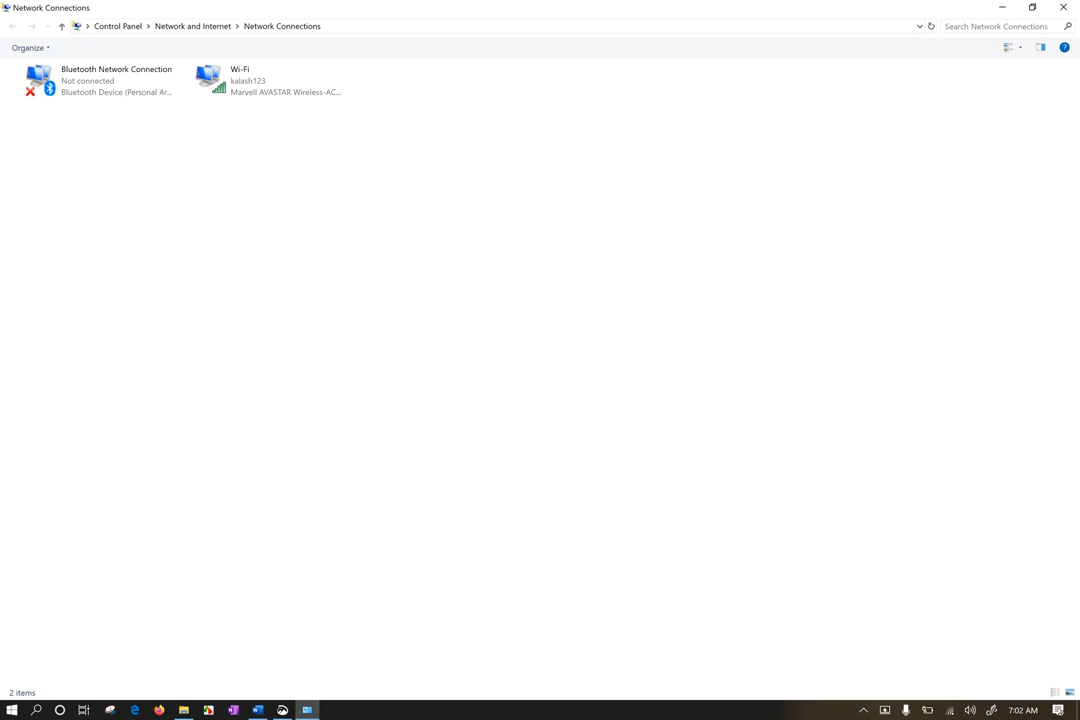 Network Connections
Control Panel > Network and Internet > Network Connections
Search Network Connections
Organize
Bluetooth Network Connection
Not connected
Bluetooth Device (Personal Ar...
Wi-Fi
kalash123
Marvell AVASTAR Wireless-AC...
2 items
7:02 AM